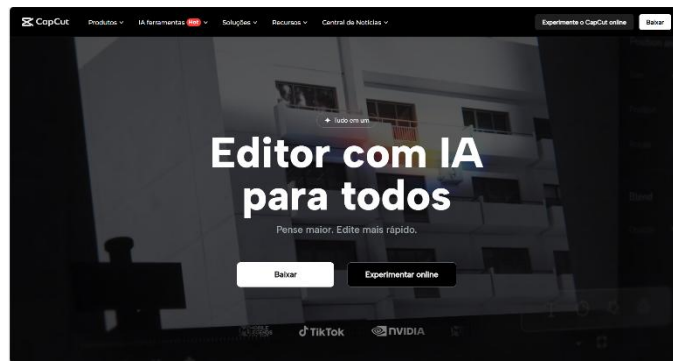 CapCut
Produtos
IA ferramentas Hot
Soluções
Recursos
Central de Notícias
Experimente o CapCut online
Baixar
Tudo em um
Editor com IA
para todos
Pense maior. Edite mais rápido.
Baixar
Experimentar online
TikTok
NVIDIA